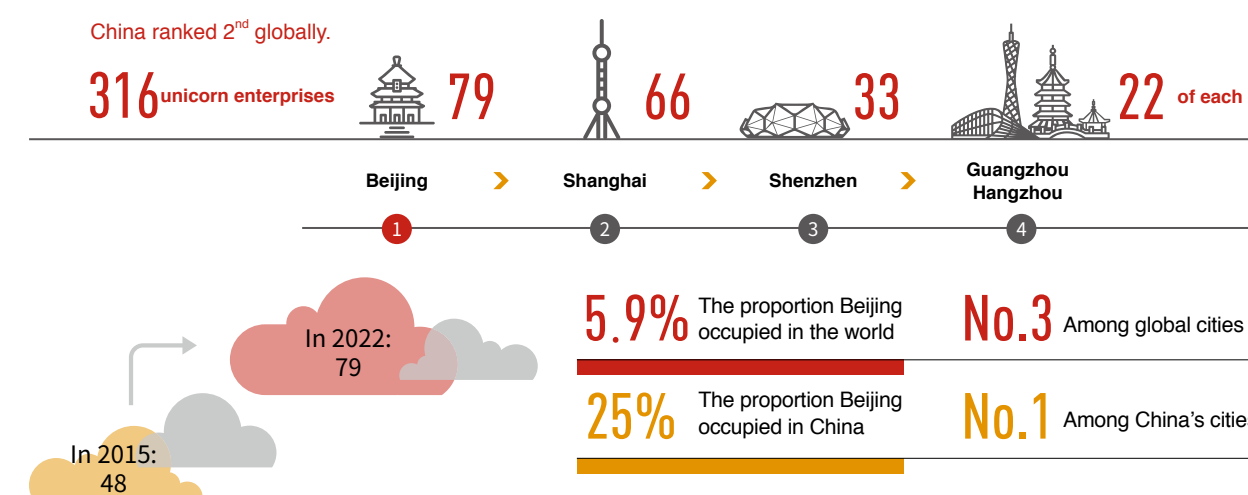 China ranked 2nd globally.
316 unicorn enterprises
79
66
33
22 of each
Beijing
Shanghai
Shenzhen
Guangzhou
Hangzhou
1
2
3
4
In 2022:
79
In 2015:
48
5.9%
The proportion Beijing
occupied in the world
No.3 Among global cities
25%
The proportion Beijing
occupied in China
No.1 Among China's citie